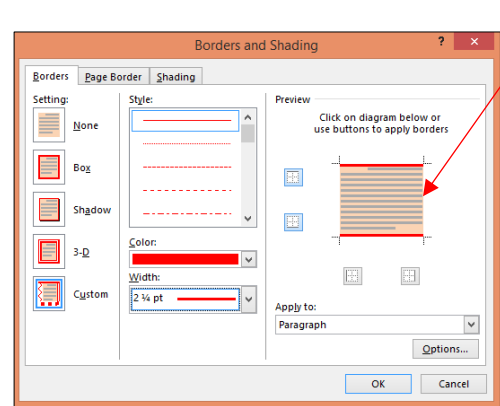 Borders and Shading
?
×
Borders
Page Border
Shading
Setting:
None
Box
Shadow
3-D
Custom
Style:
Color:
Width:
2 ¼ pt
Preview
Click on diagram below or
use buttons to apply borders
Apply to:
Paragraph
Options...
OK
Cancel